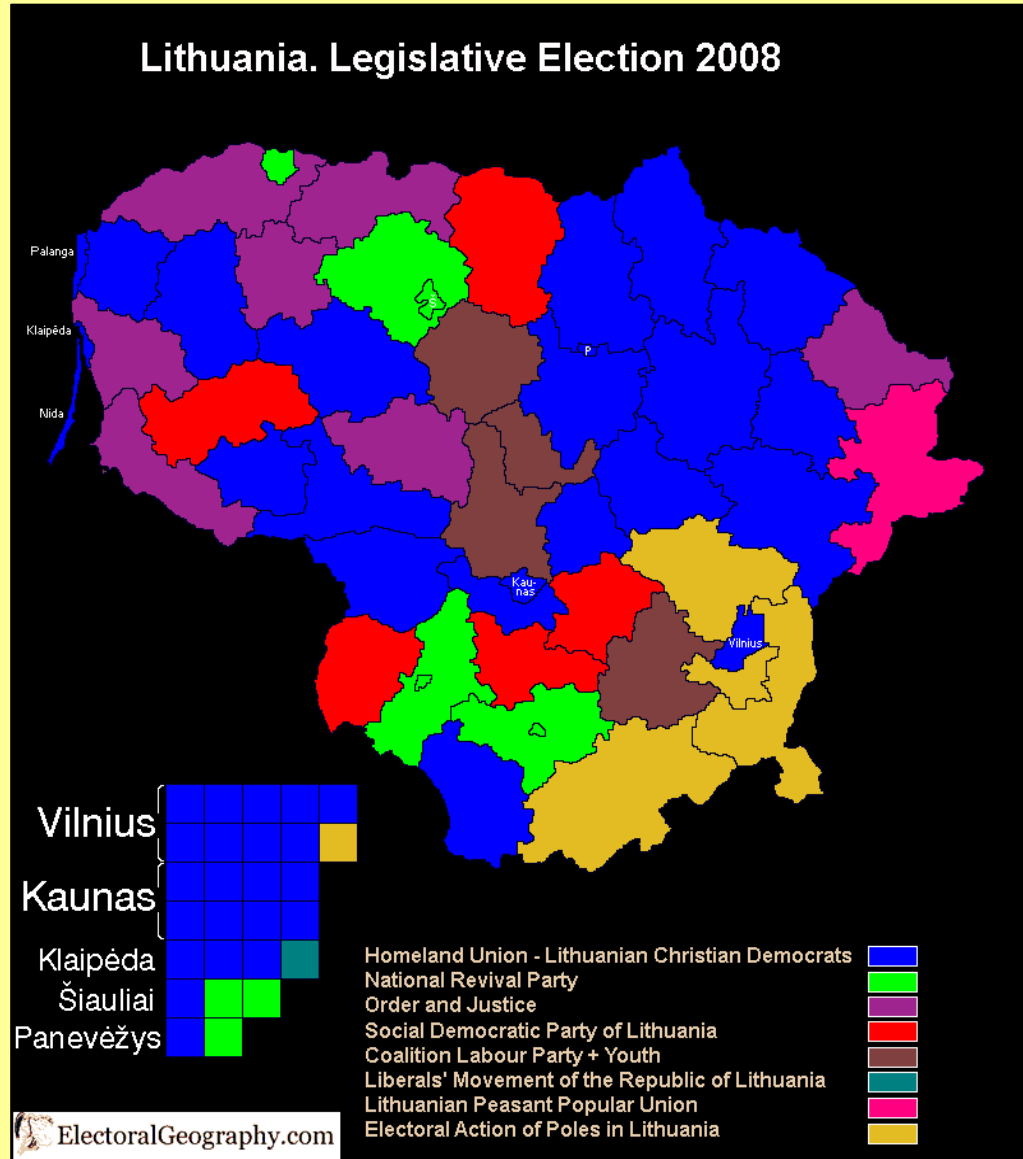 Lithuania. Legislative Election 2008
Palanga
Š
Klaipėda
P
Nida
Kau-
nas
Vilnius
Vilnius
Kaunas
Klaipėda
Šiauliai
Panevėžys
Homeland Union - Lithuanian Christian Democrats
National Revival Party
Order and Justice
Social Democratic Party of Lithuania
Coalition Labour Party + Youth
Liberals' Movement of the Republic of Lithuania
Lithuanian Peasant Popular Union
Electoral Action of Poles in Lithuania
ElectoralGeography.com